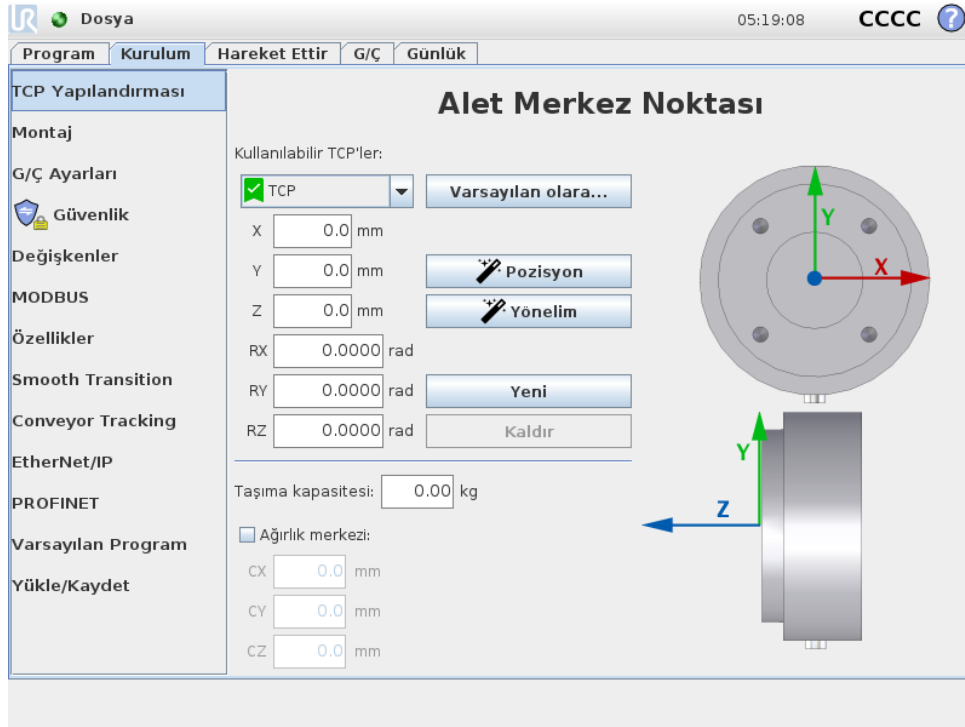 UR Dosya 05:19:08 CCCC ?
Program Kurulum Hareket Ettir G/Ç Günlük
TCP Yapılandırması
Montaj
G/Ç Ayarları
Güvenlik
Değişkenler
MODBUS
Özellikler
Smooth Transition
Conveyor Tracking
EtherNet/IP
PROFINET
Varsayılan Program
Yükle/Kaydet
Alet Merkez Noktası
Kullanılabilir TCP'ler:
TCP Varsayılan olara...
X 0.0 mm
Y 0.0 mm Pozisyon
Z 0.0 mm Yönelim
RX 0.0000 rad
RY 0.0000 rad Yeni
RZ 0.0000 rad Kaldır
Taşıma kapasitesi: 0.00 kg
Ağırlık merkezi:
CX 0.0 mm
CY 0.0 mm
CZ 0.0 mm
Y
X
Y
Z